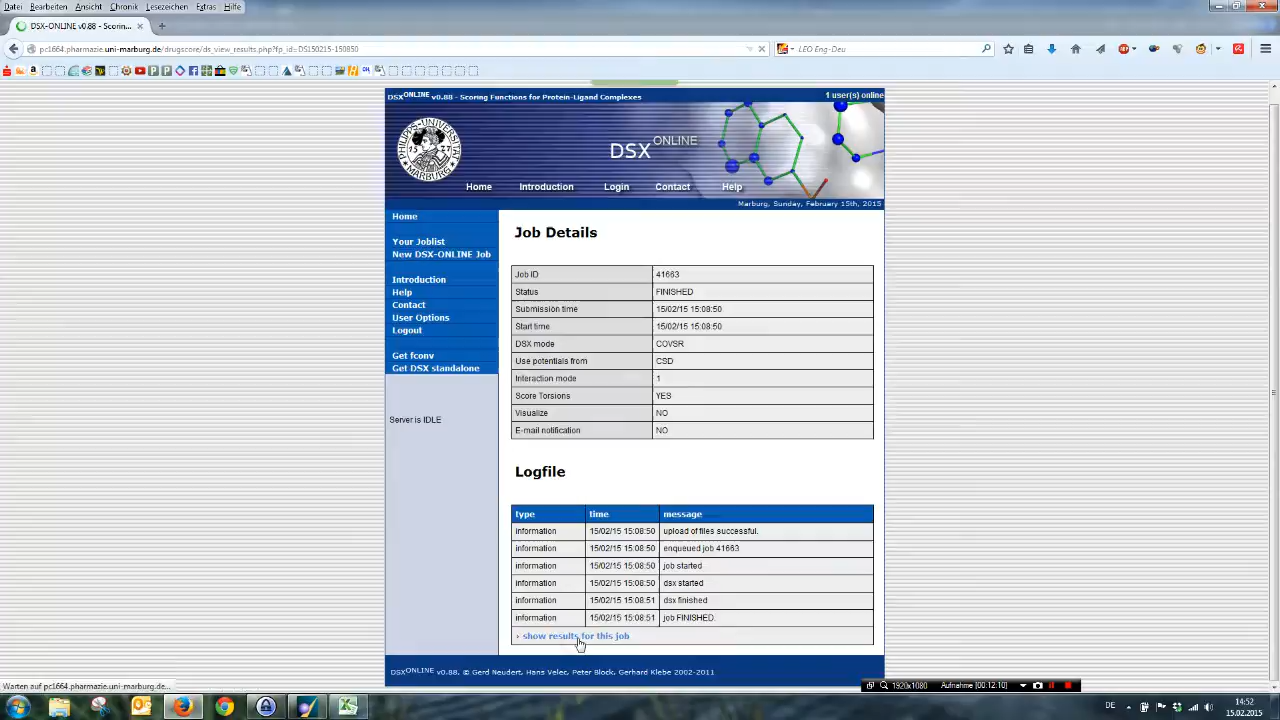 Datei Bearbeiten Ansicht Chronik Lesezeichen Extras Hilfe
DSX-ONLINE v0.88 - Scorin... × +
pc1664.pharmazie.uni-marburg.de/drugscore/ds_view_results.php?fp_id=DS150215-150850
LEO Eng-Deu
DSXONLINE v0.88 - Scoring Functions for Protein-Ligand Complexes
1 user(s) online
DSXONLINE
Home Introduction Login Contact Help
Marburg, Sunday, February 15th, 2015
Home
Your Joblist
New DSX-ONLINE Job
Introduction
Help
Contact
User Options
Logout
Get fconv
Get DSX standalone
Server is IDLE
Job Details
Job ID 41663
Status FINISHED
Submission time 15/02/15 15:08:50
Start time 15/02/15 15:08:50
DSX mode COVSR
Use potentials from CSD
Interaction mode 1
Score Torsions YES
Visualize NO
E-mail notification NO
Logfile
type time message
information 15/02/15 15:08:50 upload of files successful.
information 15/02/15 15:08:50 enqueued job 41663
information 15/02/15 15:08:50 job started
information 15/02/15 15:08:50 dsx started
information 15/02/15 15:08:51 dsx finished
information 15/02/15 15:08:51 job FINISHED.
show results for this job
DSXONLINE v0.88, © Gerd Neudert, Hans Velec, Peter Block, Gerhard Klebe 2002-2011
Warten auf pc1664.pharmazie.uni-marburg.de...
1920x1080 Aufnahme [00:12:10]
DE
14:52
15.02.2015